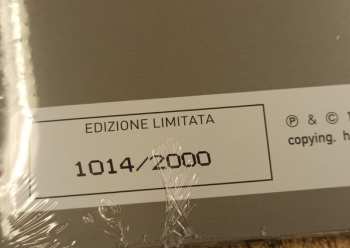 EDIZIONE LIMITATA
1014/2000
℗ & ©
copying.